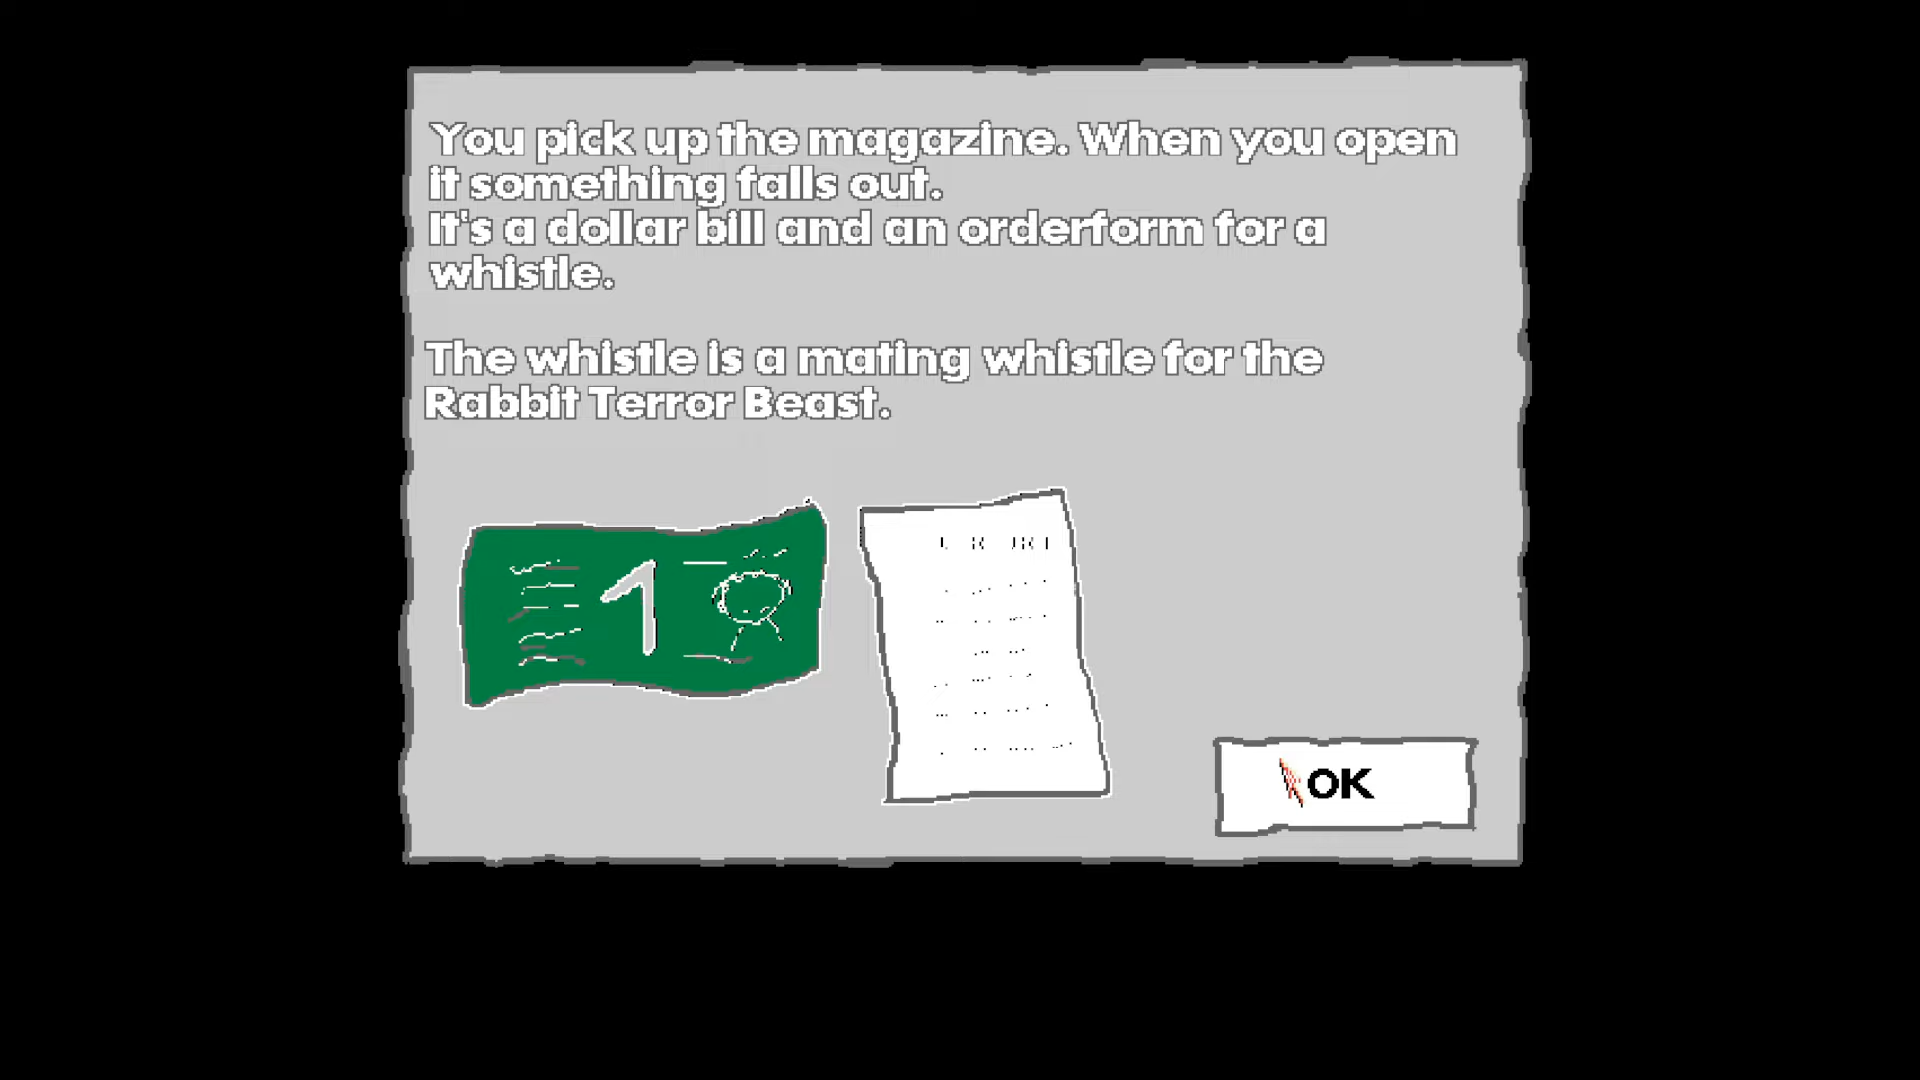 You pick up the magazine. When you open
it something falls out.
It's a dollar bill and an orderform for a
whistle.
The whistle is a mating whistle for the
Rabbit Terror Beast.
1
OK